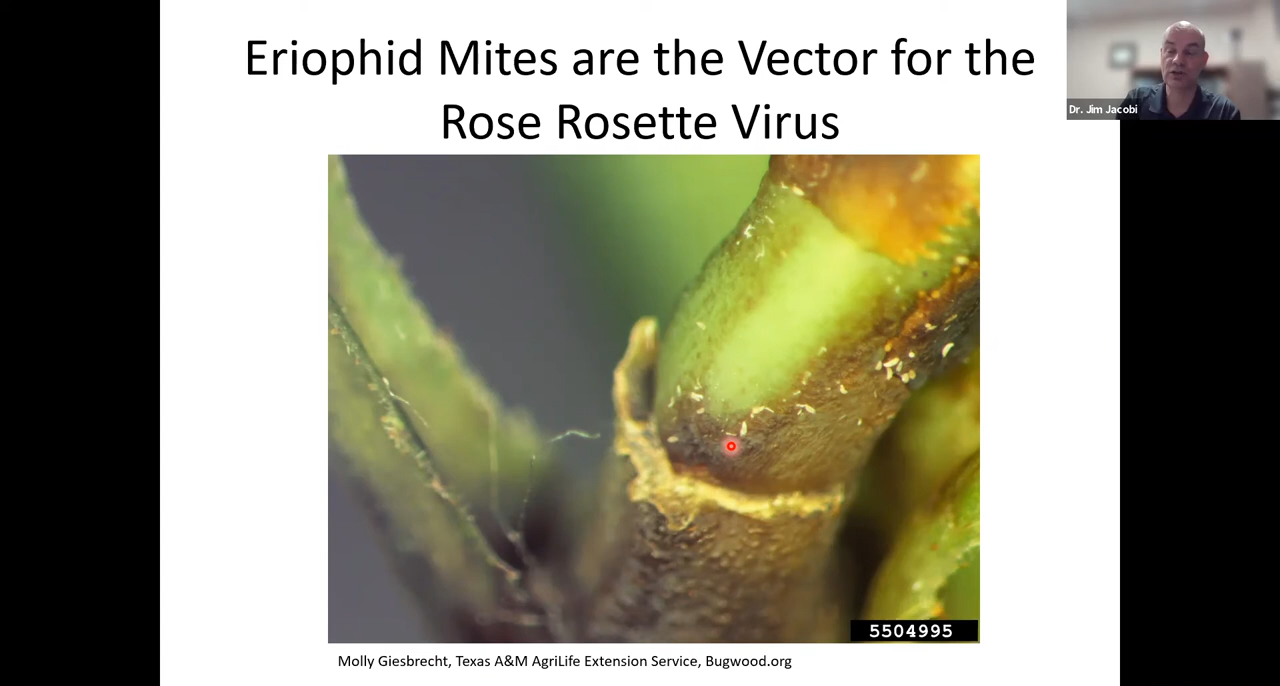 Eriophid Mites are the Vector for the
Rose Rosette Virus
Dr. Jim Jacobi
5504995
Molly Giesbrecht, Texas A&M AgriLife Extension Service, Bugwood.org